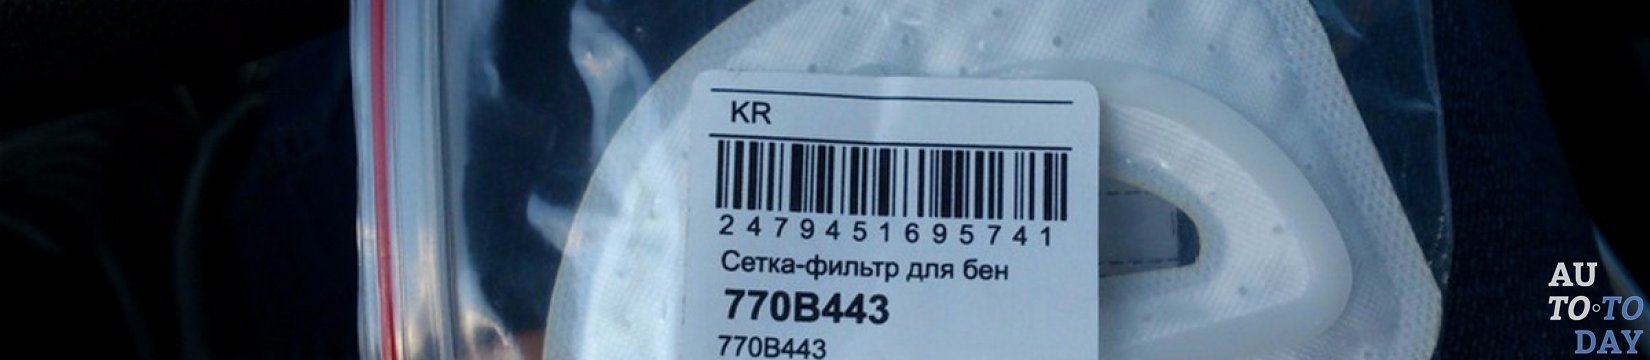 KR
2479451695741
Сетка-фильтр для бен
770B443
770B443
AU
TO·TO
DAY